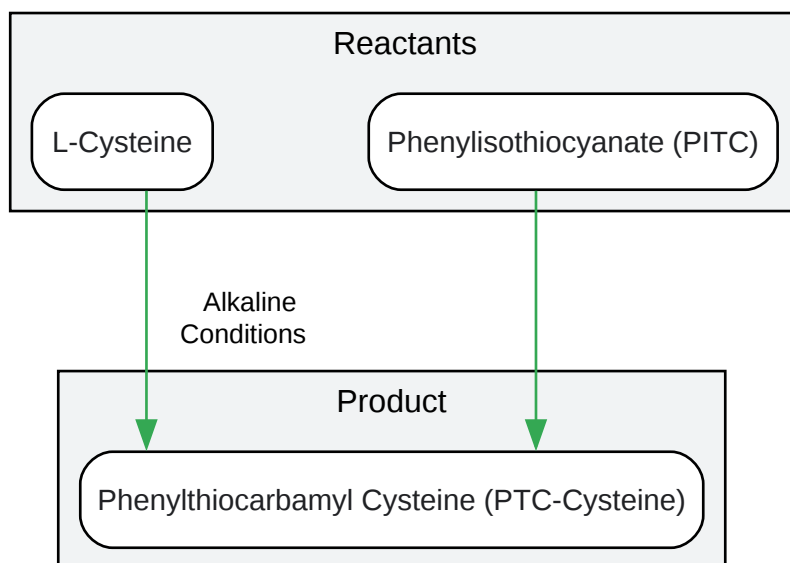 Reactants
L-Cysteine
Phenylisothiocyanate (PITC)
Alkaline
Conditions
Product
Phenylthiocarbamyl Cysteine (PTC-Cysteine)